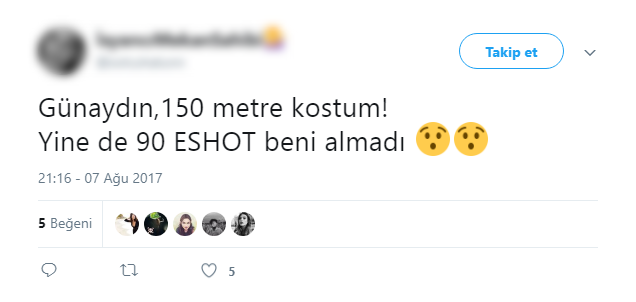 Takip et
Günaydın,150 metre kostum!
Yine de 90 ESHOT beni almadı 😯😯
21:16 - 07 Ağu 2017
5 Beğeni
5